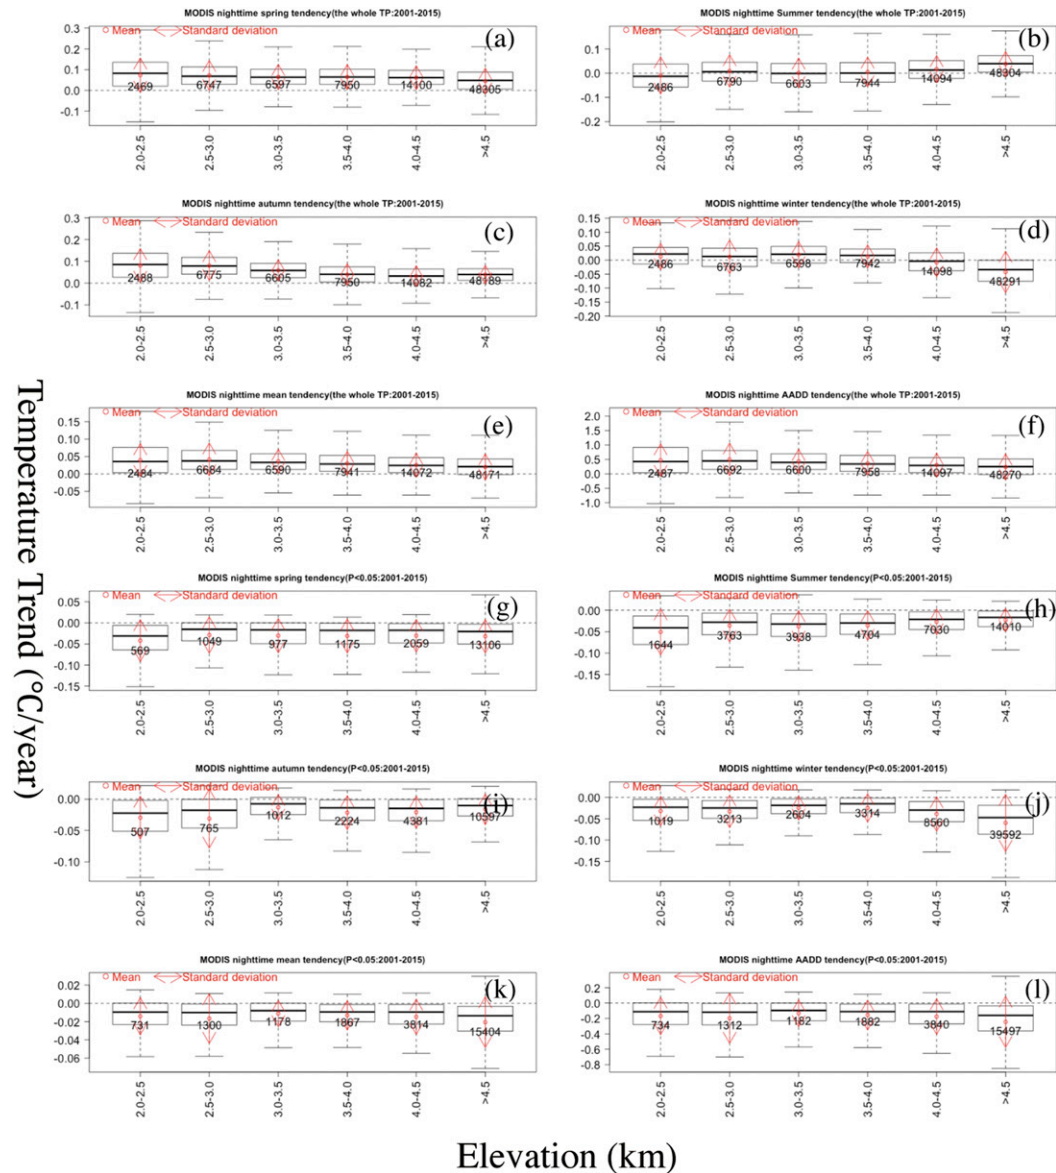 MODIS nighttime spring tendency(the whole TP:2001-2015)
Mean Standard deviation (a)
0.3
0.2
0.1
0.0
-0.1
2469 6747 6597 7950 14100 48305
2.0-2.5 2.5-3.0 3.0-3.5 3.5-4.0 4.0-4.5 >4.5
MODIS nighttime Summer tendency(the whole TP:2001-2015)
Mean Standard deviation (b)
0.1
0.0
-0.1
-0.2
2486 6790 6603 7944 14094 48304
2.0-2.5 2.5-3.0 3.0-3.5 3.5-4.0 4.0-4.5 >4.5
MODIS nighttime autumn tendency(the whole TP:2001-2015)
Mean Standard deviation (c)
0.3
0.2
0.1
0.0
-0.1
2488 6775 6605 7950 14082 48189
2.0-2.5 2.5-3.0 3.0-3.5 3.5-4.0 4.0-4.5 >4.5
MODIS nighttime winter tendency(the whole TP:2001-2015)
Mean Standard deviation (d)
0.15
0.10
0.05
0.00
-0.05
-0.10
-0.15
-0.20
2486 6763 6598 7942 14098 48291
2.0-2.5 2.5-3.0 3.0-3.5 3.5-4.0 4.0-4.5 >4.5
Temperature Trend (°C/year)
MODIS nighttime mean tendency(the whole TP:2001-2015)
Mean Standard deviation (e)
0.15
0.10
0.05
0.00
-0.05
2484 6684 6590 7941 14072 48171
2.0-2.5 2.5-3.0 3.0-3.5 3.5-4.0 4.0-4.5 >4.5
MODIS nighttime AADD tendency(the whole TP:2001-2015)
Mean Standard deviation (f)
2.0
1.5
1.0
0.5
0.0
-1.0
2487 6692 6600 7958 14097 48270
2.0-2.5 2.5-3.0 3.0-3.5 3.5-4.0 4.0-4.5 >4.5
MODIS nighttime spring tendency(P<0.05:2001-2015)
Mean Standard deviation (g)
0.05
0.00
-0.05
-0.10
-0.15
569 1049 977 1175 2059 13106
2.0-2.5 2.5-3.0 3.0-3.5 3.5-4.0 4.0-4.5 >4.5
MODIS nighttime Summer tendency(P<0.05:2001-2015)
Mean Standard deviation (h)
0.00
-0.05
-0.10
-0.15
1644 3763 3938 4704 7030 14010
2.0-2.5 2.5-3.0 3.0-3.5 3.5-4.0 4.0-4.5 >4.5
MODIS nighttime autumn tendency(P<0.05:2001-2015)
Mean Standard deviation (i)
0.00
-0.05
-0.10
507 765 1012 2224 4381 10597
2.0-2.5 2.5-3.0 3.0-3.5 3.5-4.0 4.0-4.5 >4.5
MODIS nighttime winter tendency(P<0.05:2001-2015)
Mean Standard deviation (j)
0.00
-0.05
-0.10
-0.15
1019 3213 2604 3314 8560 39592
2.0-2.5 2.5-3.0 3.0-3.5 3.5-4.0 4.0-4.5 >4.5
MODIS nighttime mean tendency(P<0.05:2001-2015)
Mean Standard deviation (k)
0.02
0.00
-0.02
-0.04
-0.06
731 1300 1178 1867 3814 15404
2.0-2.5 2.5-3.0 3.0-3.5 3.5-4.0 4.0-4.5 >4.5
MODIS nighttime AADD tendency(P<0.05:2001-2015)
Mean Standard deviation (l)
0.2
0.0
-0.2
-0.4
-0.8
734 1312 1182 1882 3840 15497
2.0-2.5 2.5-3.0 3.0-3.5 3.5-4.0 4.0-4.5 >4.5
Elevation (km)